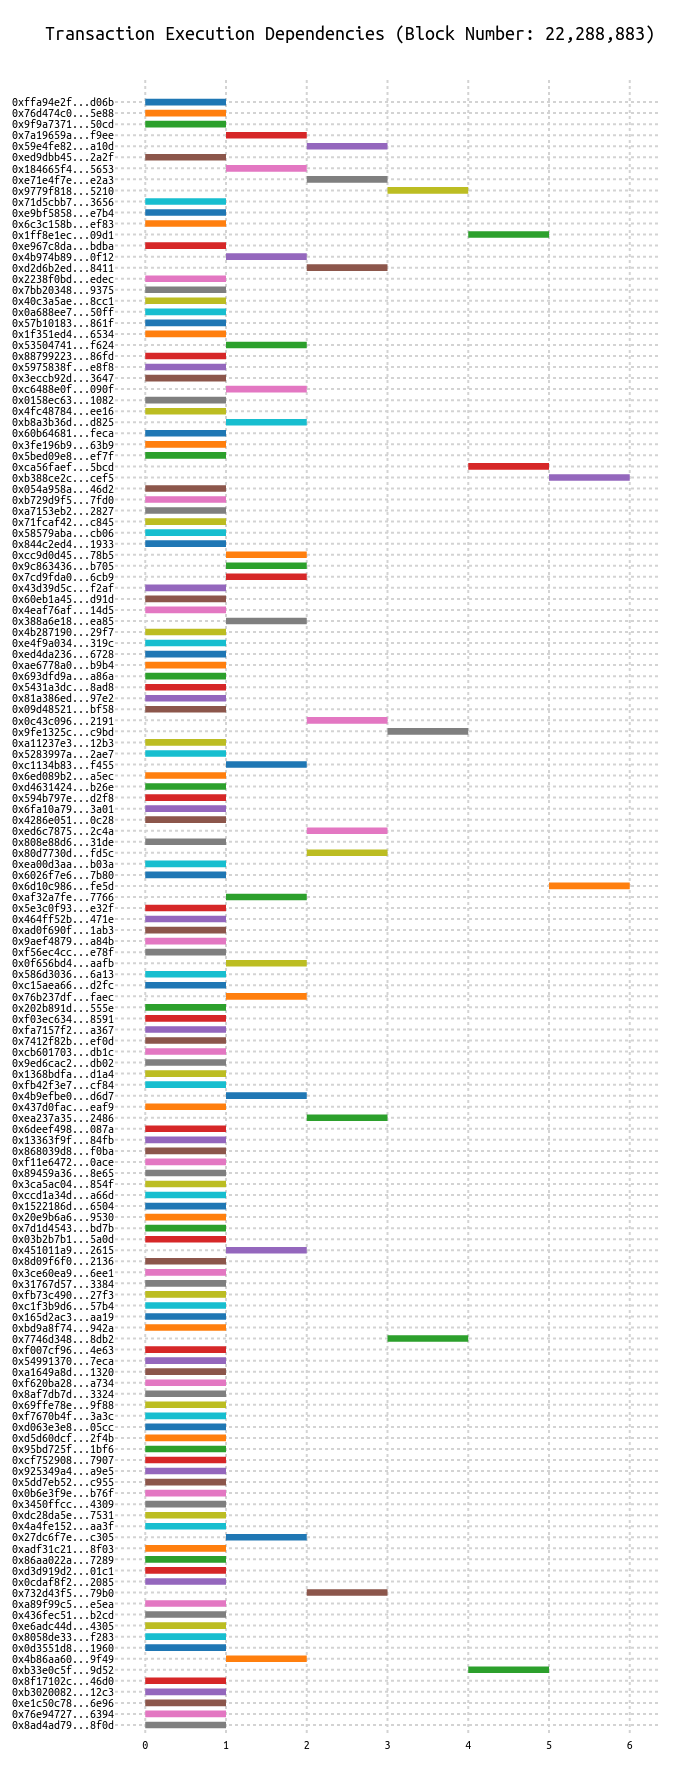 Transaction Execution Dependencies (Block Number: 22,288,883)
0xffa94e2f...d06b
0x76d474c0...5e88
0x9f9a7371...50cd
0x7a19659a...f9ee
0x59e4fe82...a10d
0xed9dbb45...2a2f
0x184665f4...5653
0xe71e4f7e...e2a3
0x9779f818...5210
0x71d5cbb7...3656
0xe9bf5858...e7b4
0x6c3c158b...ef83
0x1ff8e1ec...09d1
0xe967c8da...bdba
0x4b974b89...0f12
0xd2d6b2ed...8411
0x2238f0bd...edec
0x7bb20348...9375
0x40c3a5ae...8cc1
0x0a688ee7...50ff
0x57b10183...861f
0x1f351ed4...6534
0x53504741...f624
0x88799223...86fd
0x5975838f...e8f8
0x3eccb92d...3647
0xc6488e0f...090f
0x0158ec63...1082
0x4fc48784...ee16
0xb8a3b36d...d825
0x60b64681...feca
0x3fe196b9...63b9
0x5bed09e8...ef7f
0xca56faef...5bcd
0xb388ce2c...cef5
0x054a958a...46d2
0xb729d9f5...7fd0
0xa7153eb2...2827
0x71fcaf42...c845
0x58579aba...cb06
0x844c2ed4...1933
0xcc9d0d45...78b5
0x9c863436...b705
0x7cd9fda0...6cb9
0x43d39d5c...f2af
0x60eb1a45...d91d
0x4eaf76af...14d5
0x388a6e18...ea85
0x4b287190...29f7
0xe4f9a034...319c
0xed4da236...6728
0xae6778a0...b9b4
0x693dfd9a...a86a
0x5431a3dc...8ad8
0x81a386ed...97e2
0x09d48521...bf58
0x0c43c096...2191
0x9fe1325c...c9bd
0xa11237e3...12b3
0x5283997a...2ae7
0xc1134b83...f455
0x6ed089b2...a5ec
0xd4631424...b26e
0x594b797e...d2f8
0x6fa10a79...3a01
0x4286e051...0c28
0xed6c7875...2c4a
0x808e88d6...31de
0x80d7730d...fd5c
0xea00d3aa...b03a
0x6026f7e6...7b80
0x6d10c986...fe5d
0xaf32a7fe...7766
0x5e3c0f93...e32f
0x464ff52b...471e
0xad0f690f...1ab3
0x9aef4879...a84b
0xf56ec4cc...e78f
0x0f656bd4...aafb
0x586d3036...6a13
0xc15aea66...d2fc
0x76b237df...faec
0x202b891d...555e
0xf03ec634...8591
0xfa7157f2...a367
0x7412f82b...ef0d
0xcb601703...db1c
0x9ed6cac2...db02
0x1368bdfa...d1a4
0xfb42f3e7...cf84
0x4b9efbe0...d6d7
0x437d0fac...eaf9
0xea237a35...2486
0x6deef498...087a
0x13363f9f...84fb
0x868039d8...f0ba
0xf11e6472...0ace
0x89459a36...8e65
0x3ca5ac04...854f
0xccd1a34d...a66d
0x1522186d...6504
0x20e9b6a6...9530
0x7d1d4543...bd7b
0x03b2b7b1...5a0d
0x451011a9...2615
0x8d09f6f0...2136
0x3ce60ea9...6ee1
0x31767d57...3384
0xfb73c490...27f3
0xc1f3b9d6...57b4
0x165d2ac3...aa19
0xbd9a8f74...942a
0x7746d348...8db2
0xf007cf96...4e63
0x54991370...7eca
0xa1649a8d...1320
0xf620ba28...a734
0x8af7db7d...3324
0x69ffe78e...9f88
0xf7670b4f...3a3c
0xd063e3e8...05cc
0xd5d60dcf...2f4b
0x95bd725f...1bf6
0xcf752908...7907
0x925349a4...a9e5
0x5dd7eb52...c955
0x0b6e3f9e...b76f
0x3450ffcc...4309
0xdc28da5e...7531
0x4a4fe152...aa3f
0x27dc6f7e...c305
0xadf31c21...8f03
0x86aa022a...7289
0xd3d919d2...01c1
0x0cdaf8f2...2085
0x732d43f5...79b0
0xa89f99c5...e5ea
0x436fec51...b2cd
0xe6adc44d...4305
0x8058de33...f283
0x0d3551d8...1960
0x4b86aa60...9f49
0xb33e0c5f...9d52
0x8f17102c...46d0
0xb3020082...12c3
0xe1c50c78...6e96
0x76e94727...6394
0x8ad4ad79...8f0d
0 1 2 3 4 5 6